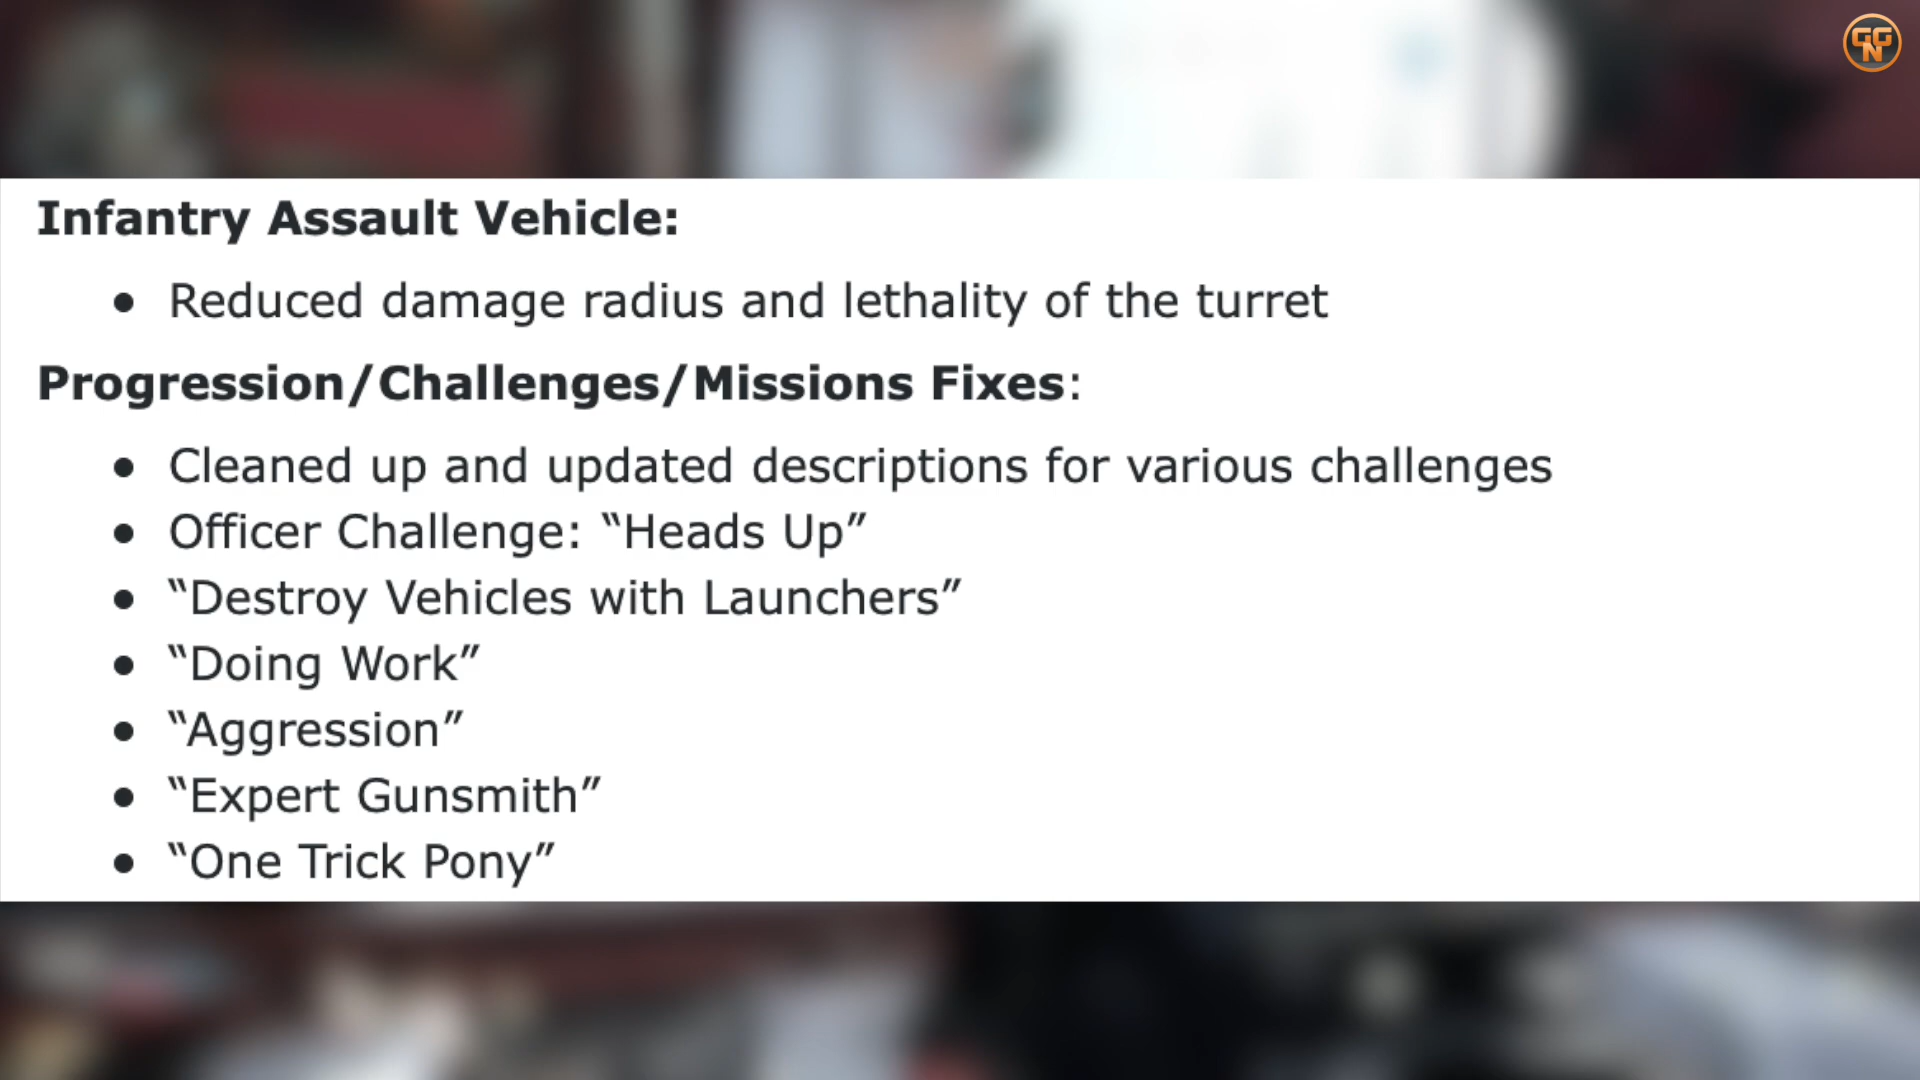 GGN
Infantry Assault Vehicle:
● Reduced damage radius and lethality of the turret
Progression/Challenges/Missions Fixes:
● Cleaned up and updated descriptions for various challenges
● Officer Challenge: “Heads Up”
● “Destroy Vehicles with Launchers”
● “Doing Work”
● “Aggression”
● “Expert Gunsmith”
● “One Trick Pony”